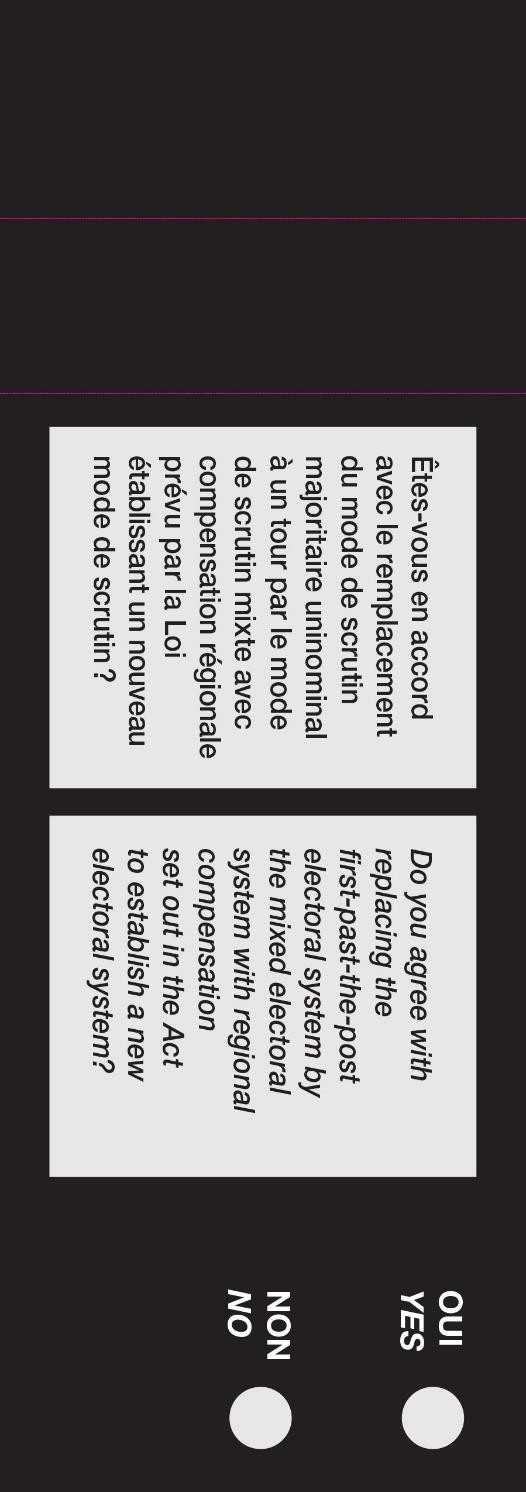 Êtes-vous en accord
avec le remplacement
du mode de scrutin
majoritaire uninominal
à un tour par le mode
de scrutin mixte avec
compensation régionale
prévu par la Loi
établissant un nouveau
mode de scrutin ?
Do you agree with
replacing the
first-past-the-post
electoral system by
the mixed electoral
system with regional
compensation
set out in the Act
to establish a new
electoral system?
OUI
YES
NON
NO